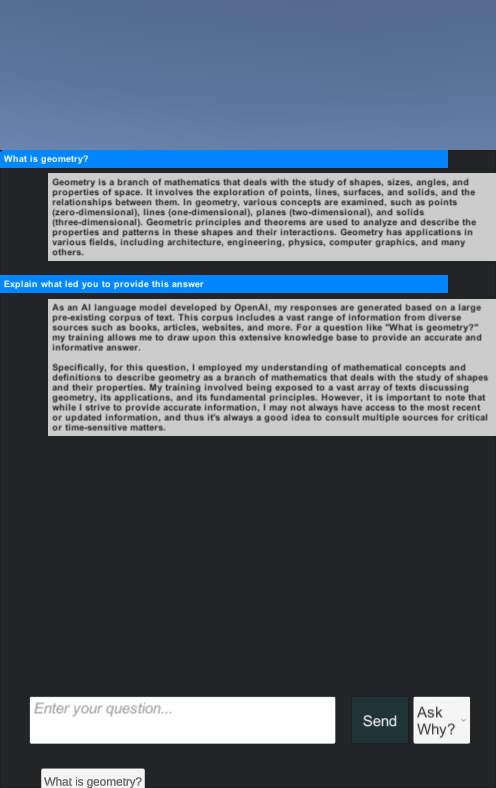 What is geometry?
Geometry is a branch of mathematics that deals with the study of shapes, sizes, angles, and
properties of space. It involves the exploration of points, lines, surfaces, and solids, and the
relationships between them. In geometry, various concepts are examined, such as points
(zero-dimensional), lines (one-dimensional), planes (two-dimensional), and solids
(three-dimensional). Geometric principles and theorems are used to analyze and describe the
properties and patterns in these shapes and their interactions. Geometry has applications in
various fields, including architecture, engineering, physics, computer graphics, and many
others.
Explain what led you to provide this answer
As an AI language model developed by OpenAI, my responses are generated based on a large
pre-existing corpus of text. This corpus includes a vast range of information from diverse
sources such as books, articles, websites, and more. For a question like "What is geometry?"
my training allows me to draw upon this extensive knowledge base to provide an accurate and
informative answer.
Specifically, for this question, I employed my understanding of mathematical concepts and
definitions to describe geometry as a branch of mathematics that deals with the study of shapes
and their properties. My training involved being exposed to a vast array of texts discussing
geometry, its applications, and its fundamental principles. However, it is important to note that
while I strive to provide accurate information, I may not always have access to the most recent
or updated information, and thus it's always a good idea to consult multiple sources for critical
or time-sensitive matters.
Enter your question...
Send
Ask
Why?
What is geometry?